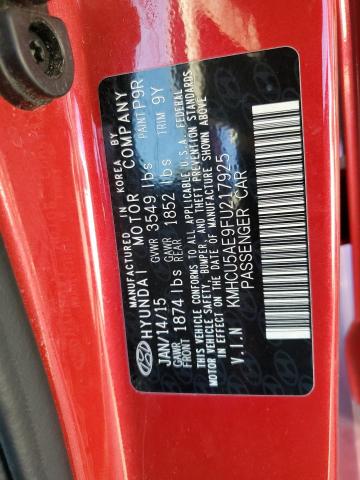 MANUFACTURED IN KOREA BY
HYUNDAI MOTOR COMPANY
JAN/14/15 GVWR 3549 lbs PAINT P9R
GAWR FRONT 1874 lbs GAWR REAR 1852 lbs TRIM 9Y
THIS VEHICLE CONFORMS TO ALL APPLICABLE U.S.A. FEDERAL
MOTOR VEHICLE SAFETY, BUMPER, AND THEFT PREVENTION STANDARDS
IN EFFECT ON THE DATE OF MANUFACTURE SHOWN ABOVE
V.I.N KMHCU5AE9FU217925
PASSENGER CAR